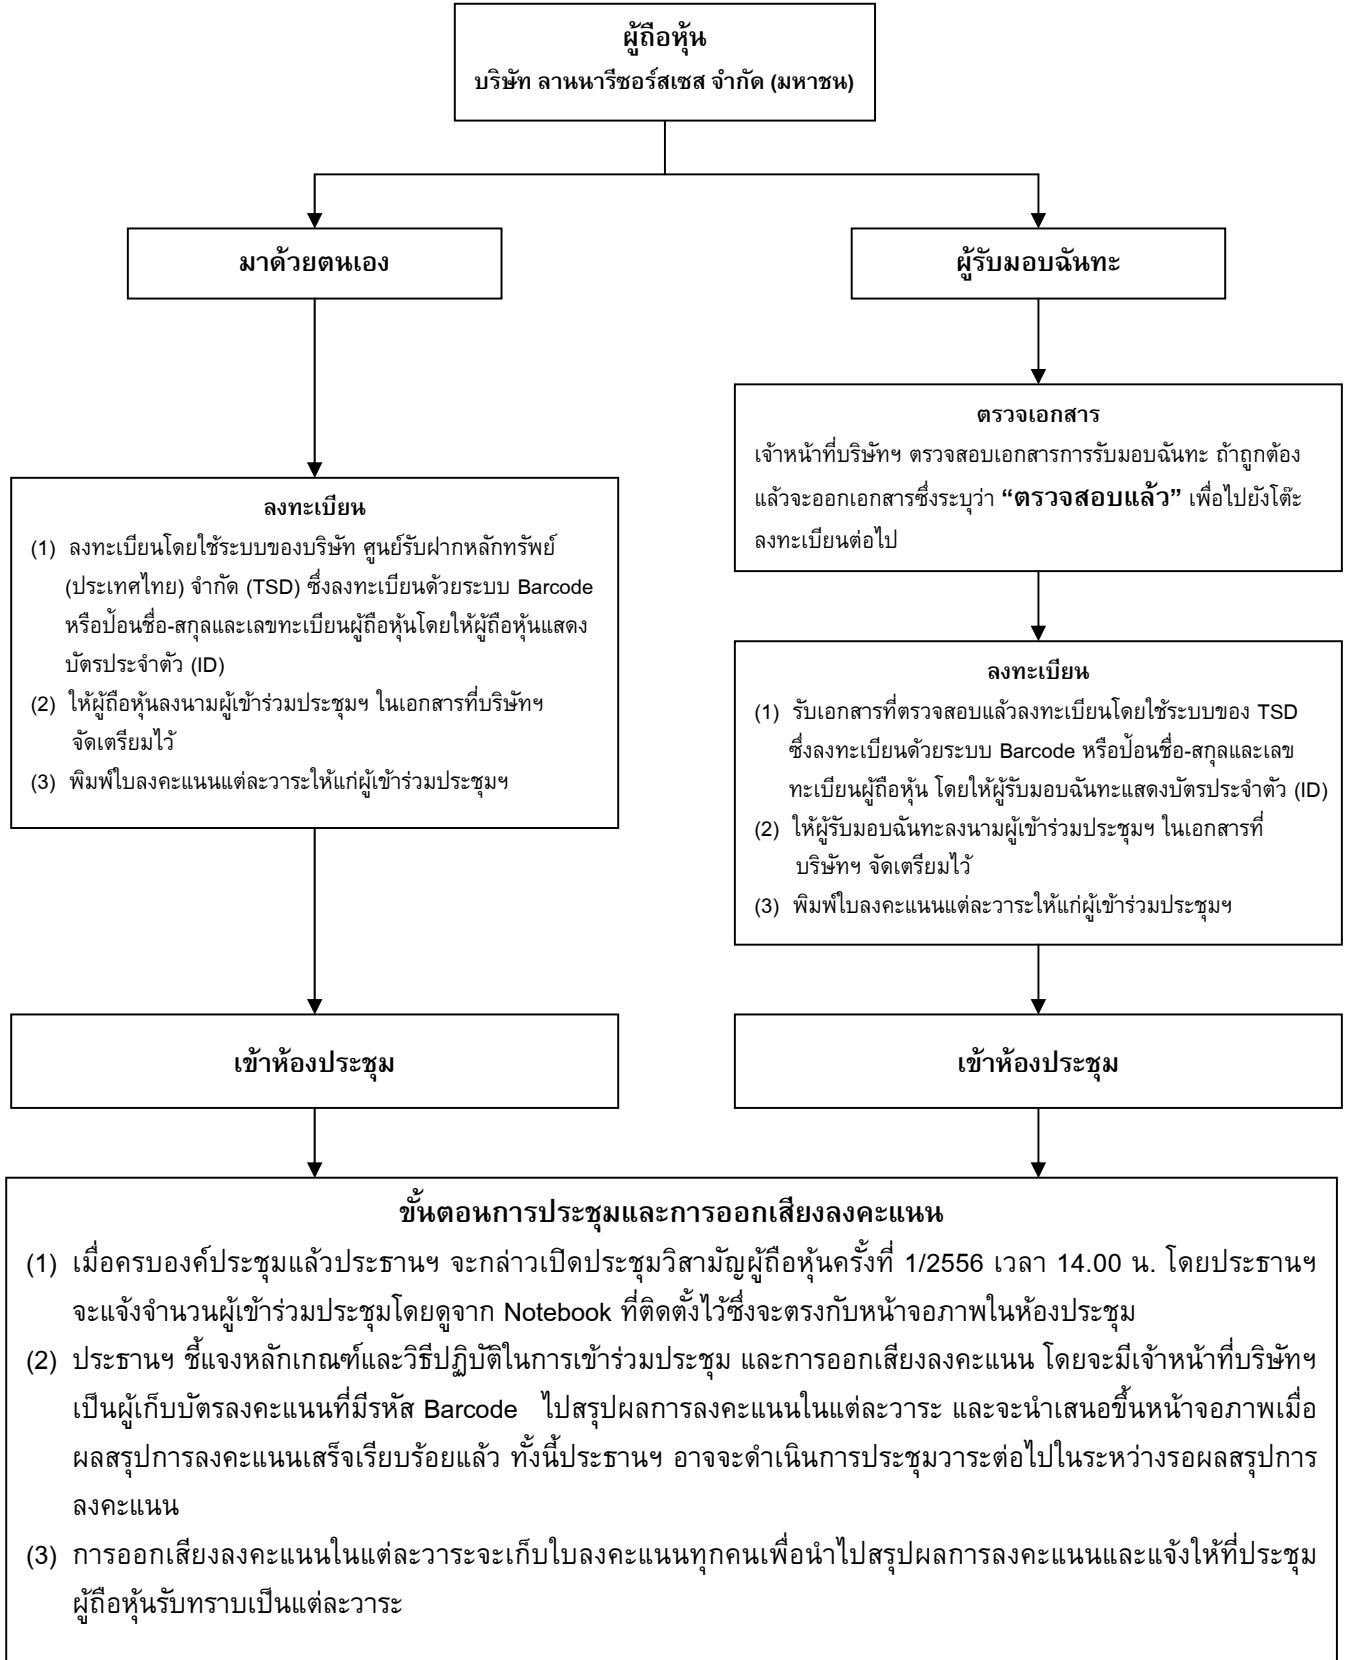 ผู้ถือหุ้น
บริษัท ลานนารีซอร์สเซส จำกัด (มหาชน)
มาด้วยตนเอง
ผู้รับมอบฉันทะ
ตรวจเอกสาร
เจ้าหน้าที่บริษัทฯ ตรวจสอบเอกสารการรับมอบฉันทะ ถ้าถูกต้อง
แล้วจะออกเอกสารซึ่งระบุว่า “ตรวจสอบแล้ว” เพื่อไปยังโต๊ะ
ลงทะเบียนต่อไป
ลงทะเบียน
(1) ลงทะเบียนโดยใช้ระบบของบริษัท ศูนย์รับฝากหลักทรัพย์
(ประเทศไทย) จำกัด (TSD) ซึ่งลงทะเบียนด้วยระบบ Barcode
หรือป้อนชื่อ-สกุลและเลขทะเบียนผู้ถือหุ้นโดยให้ผู้ถือหุ้นแสดง
บัตรประจำตัว (ID)
(2) ให้ผู้ถือหุ้นลงนามผู้เข้าร่วมประชุมฯ ในเอกสารที่บริษัทฯ
จัดเตรียมไว้
(3) พิมพ์ใบลงคะแนนแต่ละวาระให้แก่ผู้เข้าร่วมประชุมฯ
ลงทะเบียน
(1) รับเอกสารที่ตรวจสอบแล้วลงทะเบียนโดยใช้ระบบของ TSD
ซึ่งลงทะเบียนด้วยระบบ Barcode หรือป้อนชื่อ-สกุลและเลข
ทะเบียนผู้ถือหุ้น โดยให้ผู้รับมอบฉันทะแสดงบัตรประจำตัว (ID)
(2) ให้ผู้รับมอบฉันทะลงนามผู้เข้าร่วมประชุมฯ ในเอกสารที่
บริษัทฯ จัดเตรียมไว้
(3) พิมพ์ใบลงคะแนนแต่ละวาระให้แก่ผู้เข้าร่วมประชุมฯ
เข้าห้องประชุม
เข้าห้องประชุม
ขั้นตอนการประชุมและการออกเสียงลงคะแนน
(1) เมื่อครบองค์ประชุมแล้วประธานฯ จะกล่าวเปิดประชุมวิสามัญผู้ถือหุ้นครั้งที่ 1/2556 เวลา 14.00 น. โดยประธานฯ
จะแจ้งจำนวนผู้เข้าร่วมประชุมโดยดูจาก Notebook ที่ติดตั้งไว้ซึ่งจะตรงกับหน้าจอภาพในห้องประชุม
(2) ประธานฯ ชี้แจงหลักเกณฑ์และวิธีปฏิบัติในการเข้าร่วมประชุม และการออกเสียงลงคะแนน โดยจะมีเจ้าหน้าที่บริษัทฯ
เป็นผู้เก็บบัตรลงคะแนนที่มีรหัส Barcode ไปสรุปผลการลงคะแนนในแต่ละวาระ และจะนำเสนอขึ้นหน้าจอภาพเมื่อ
ผลสรุปการลงคะแนนเสร็จเรียบร้อยแล้ว ทั้งนี้ประธานฯ อาจจะดำเนินการประชุมวาระต่อไปในระหว่างรอผลสรุปการ
ลงคะแนน
(3) การออกเสียงลงคะแนนในแต่ละวาระจะเก็บใบลงคะแนนทุกคนเพื่อนำไปสรุปผลการลงคะแนนและแจ้งให้ที่ประชุม
ผู้ถือหุ้นรับทราบเป็นแต่ละวาระ